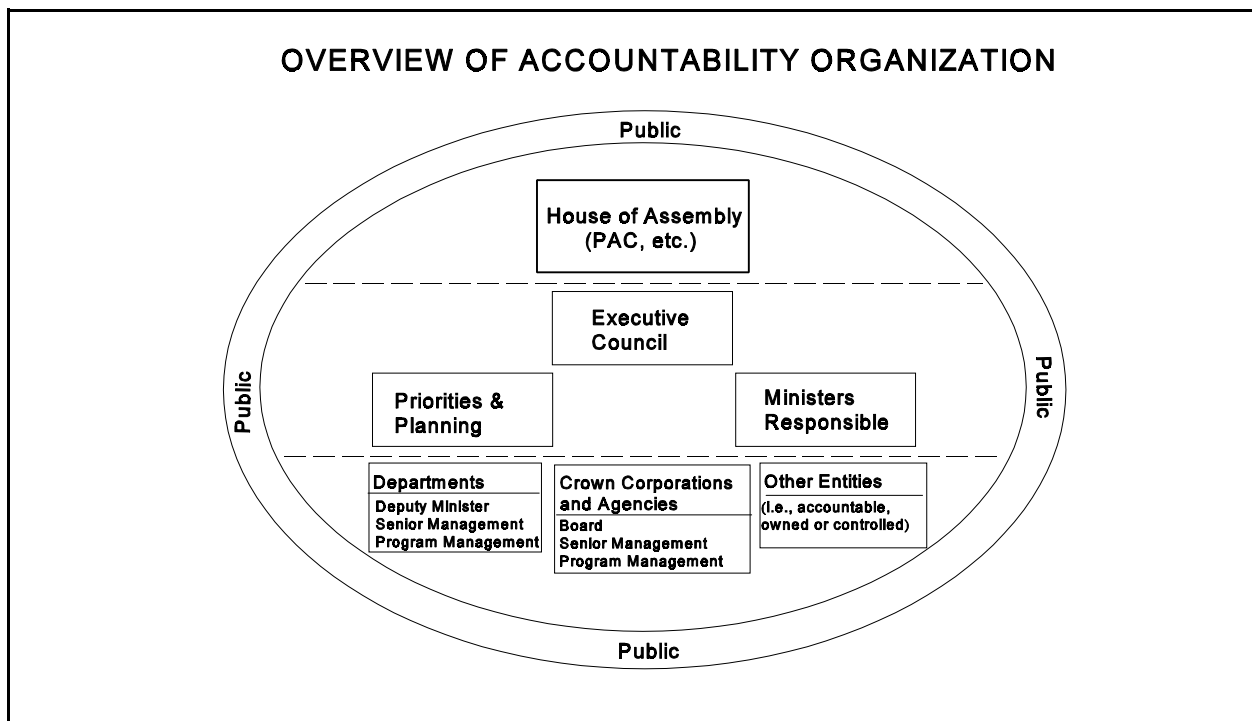 OVERVIEW OF ACCOUNTABILITY ORGANIZATION
Public
House of Assembly
(PAC, etc.)
Executive
Council
Public
Priorities &
Planning
Ministers
Responsible
Public
Departments
Deputy Minister
Senior Management
Program Management
Crown Corporations
and Agencies
Board
Senior Management
Program Management
Other Entities
(I.e., accountable,
owned or controlled)
Public